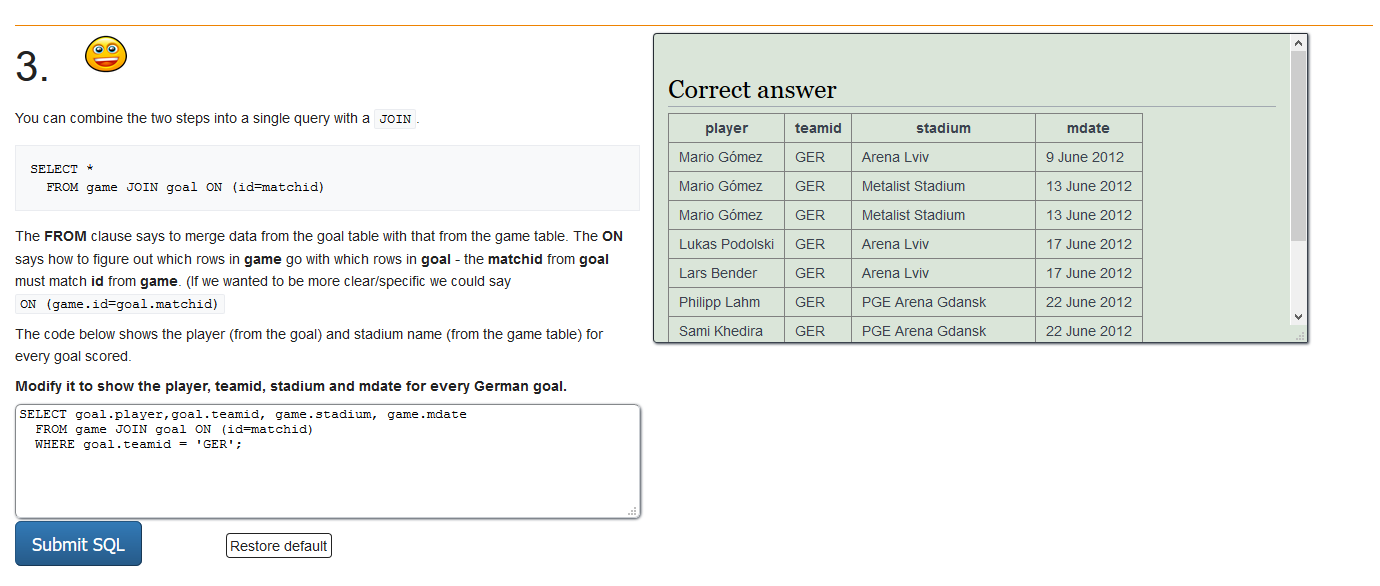 3.
You can combine the two steps into a single query with a JOIN.
SELECT *
FROM game JOIN goal ON (id=matchid)
The FROM clause says to merge data from the goal table with that from the game table. The ON
says how to figure out which rows in game go with which rows in goal - the matchid from goal
must match id from game. (If we wanted to be more clear/specific we could say
ON (game.id=goal.matchid)
The code below shows the player (from the goal) and stadium name (from the game table) for
every goal scored.
Modify it to show the player, teamid, stadium and mdate for every German goal.
SELECT goal.player,goal.teamid, game.stadium, game.mdate
FROM game JOIN goal ON (id=matchid)
WHERE goal.teamid = 'GER';
Submit SQL
Restore default
Correct answer
player teamid stadium mdate
Mario Gómez GER Arena Lviv 9 June 2012
Mario Gómez GER Metalist Stadium 13 June 2012
Mario Gómez GER Metalist Stadium 13 June 2012
Lukas Podolski GER Arena Lviv 17 June 2012
Lars Bender GER Arena Lviv 17 June 2012
Philipp Lahm GER PGE Arena Gdansk 22 June 2012
Sami Khedira GER PGE Arena Gdansk 22 June 2012